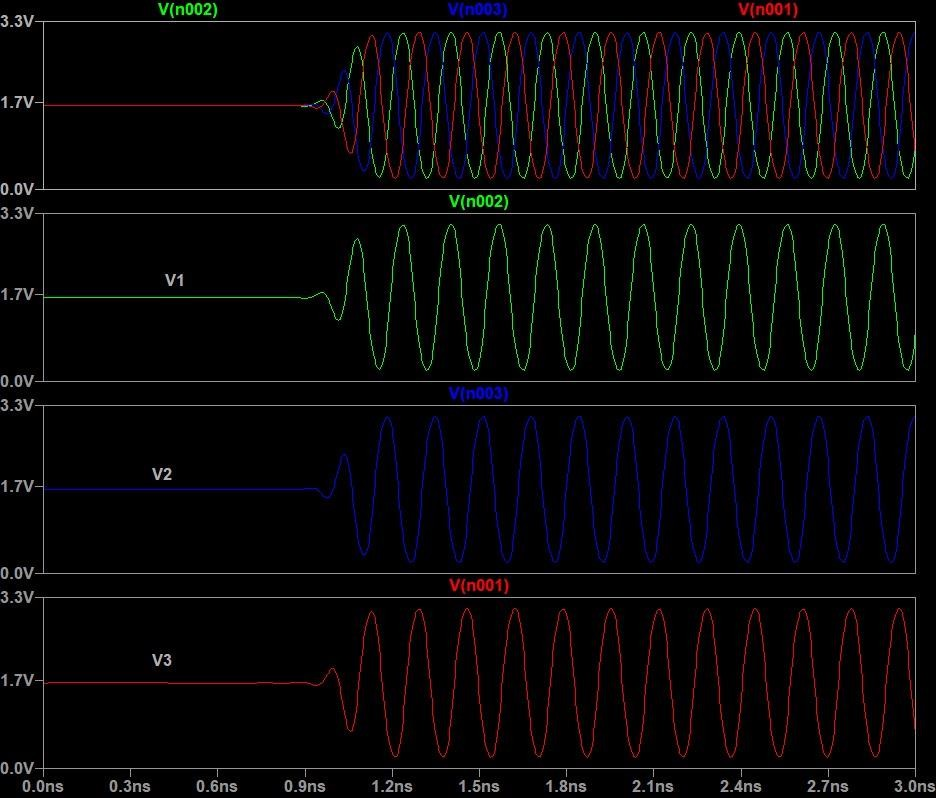 V(n002) V(n003) V(n001)
3.3V
1.7V
0.0V
V(n002)
3.3V
V1
1.7V
0.0V
V(n003)
3.3V
V2
1.7V
0.0V
V(n001)
3.3V
V3
1.7V
0.0V
0.0ns 0.3ns 0.6ns 0.9ns 1.2ns 1.5ns 1.8ns 2.1ns 2.4ns 2.7ns 3.0ns